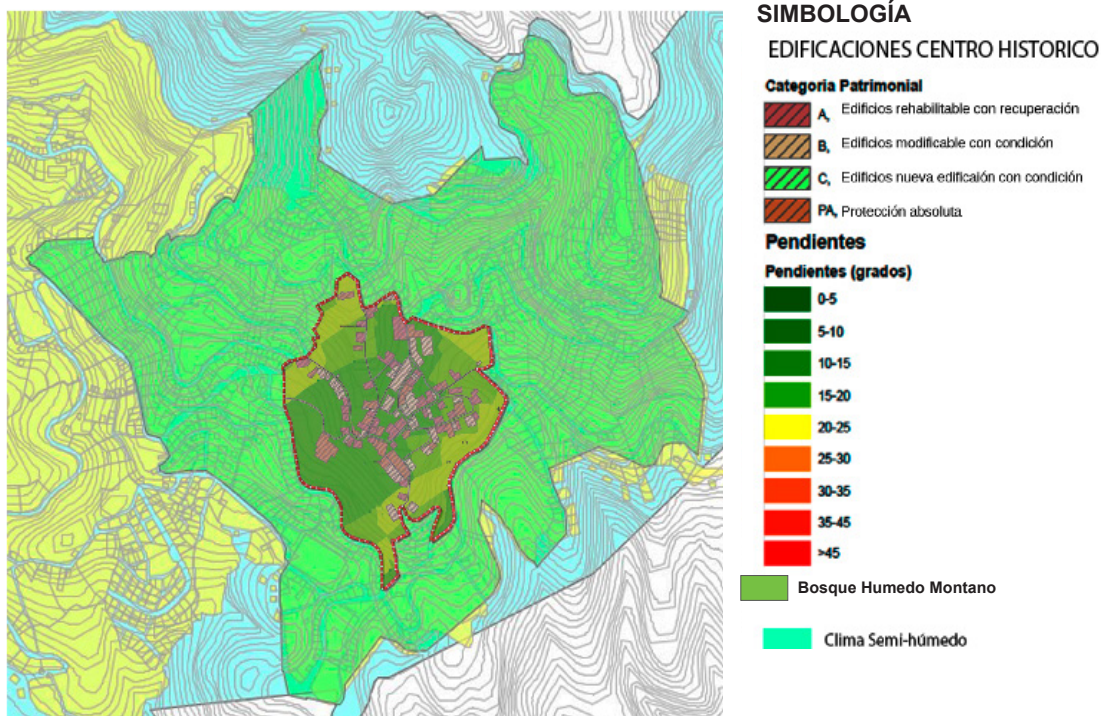 SIMBOLOGÍA
EDIFICACIONES CENTRO HISTORICO
Categoria Patrimonial
A, Edificios rehabilitable con recuperación
B, Edificios modificable con condición
C, Edificios nueva edificaión con condición
PA, Protección absoluta
Pendientes
Pendientes (grados)
0-5
5-10
10-15
15-20
20-25
25-30
30-35
35-45
>45
Bosque Humedo Montano
Clima Semi-húmedo